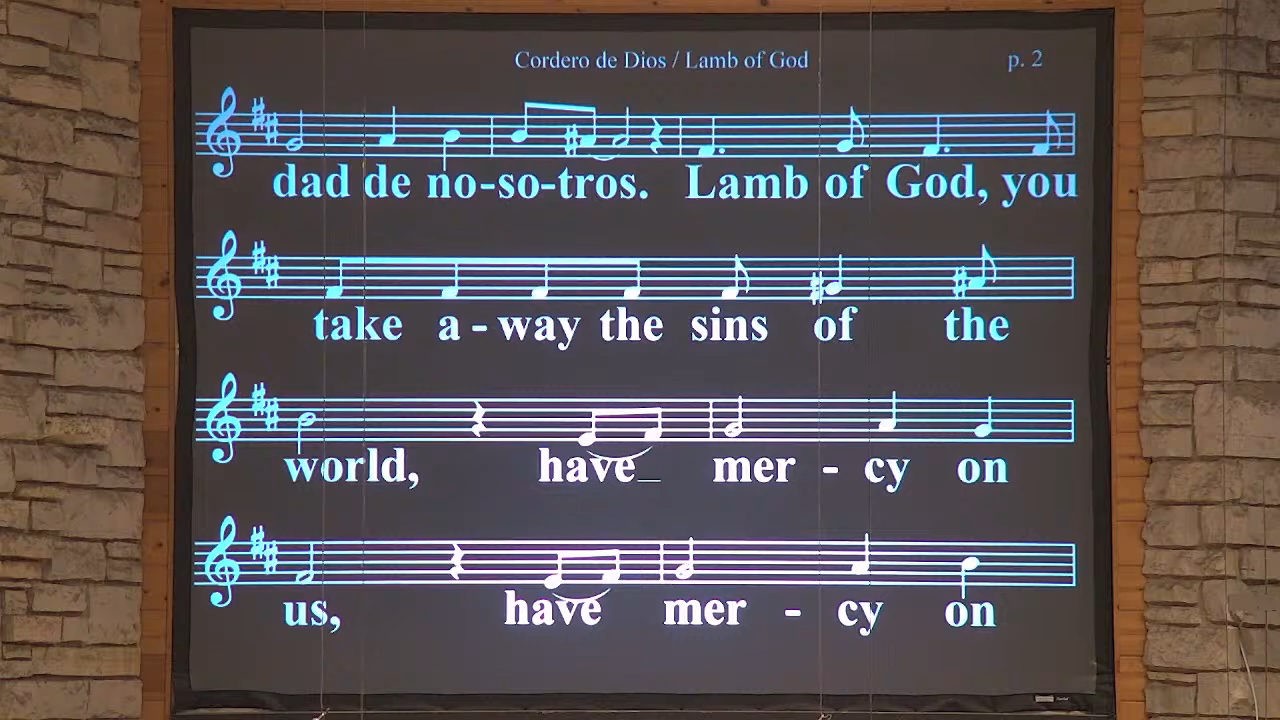 Cordero de Dios / Lamb of God p. 2
dad de no-so-tros. Lamb of God, you
take a - way the sins of the
world, have_ mer - cy on
us, have mer - cy on